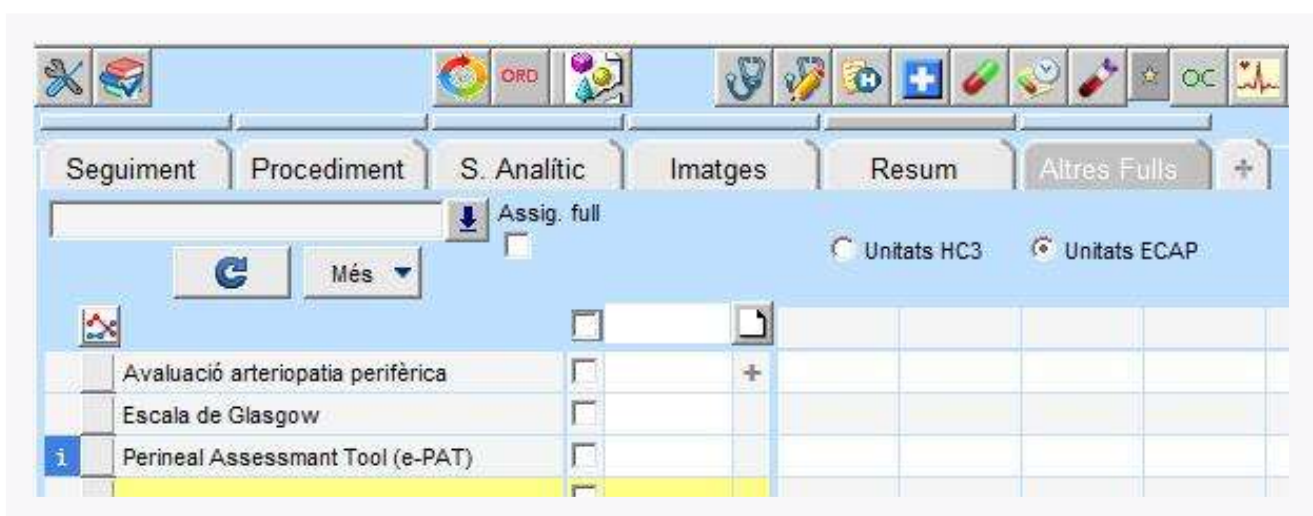 ORD OC
Seguiment Procediment S. Analític Imatges Resum Altres Fulls +
Assig. full
Unitats HC3 Unitats ECAP
Més
Avaluació arteriopatia perifèrica +
Escala de Glasgow
i Perineal Assessmant Tool (e-PAT)